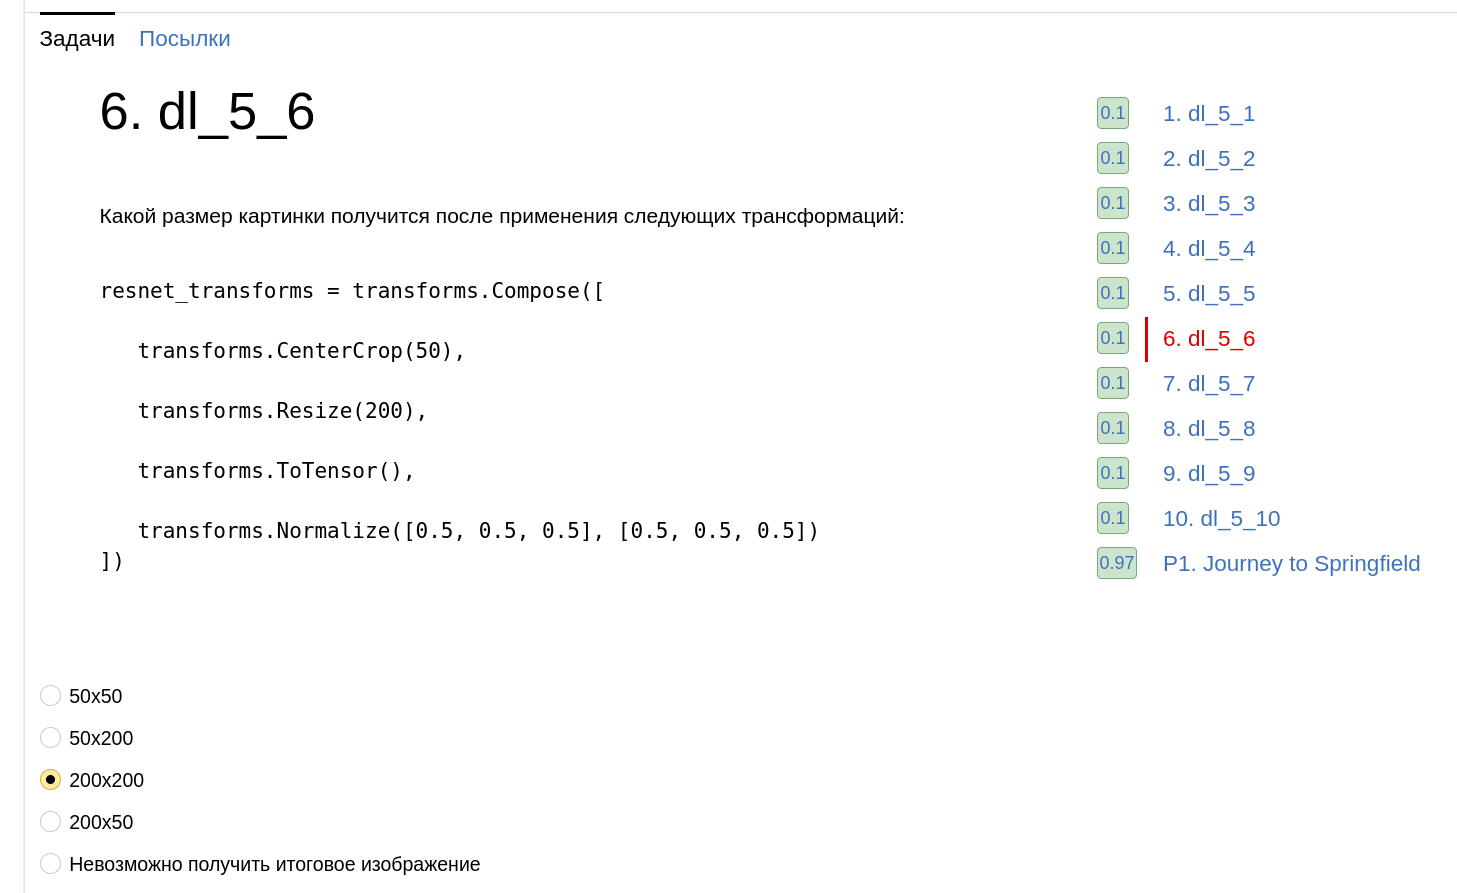 Задачи Посылки
6. dl_5_6
Какой размер картинки получится после применения следующих трансформаций:
resnet_transforms = transforms.Compose([
transforms.CenterCrop(50),
transforms.Resize(200),
transforms.ToTensor(),
transforms.Normalize([0.5, 0.5, 0.5], [0.5, 0.5, 0.5])
])
50x50
50x200
200x200
200x50
Невозможно получить итоговое изображение
0.1 1. dl_5_1
0.1 2. dl_5_2
0.1 3. dl_5_3
0.1 4. dl_5_4
0.1 5. dl_5_5
0.1 6. dl_5_6
0.1 7. dl_5_7
0.1 8. dl_5_8
0.1 9. dl_5_9
0.1 10. dl_5_10
0.97 P1. Journey to Springfield